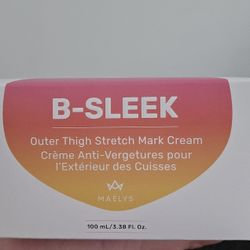 B-SLEEK
Outer Thigh Stretch Mark Cream
Crème Anti-Vergetures pour
l'Extérieur des Cuisses
MAËLYS
100 mL/3.38 Fl. Oz.